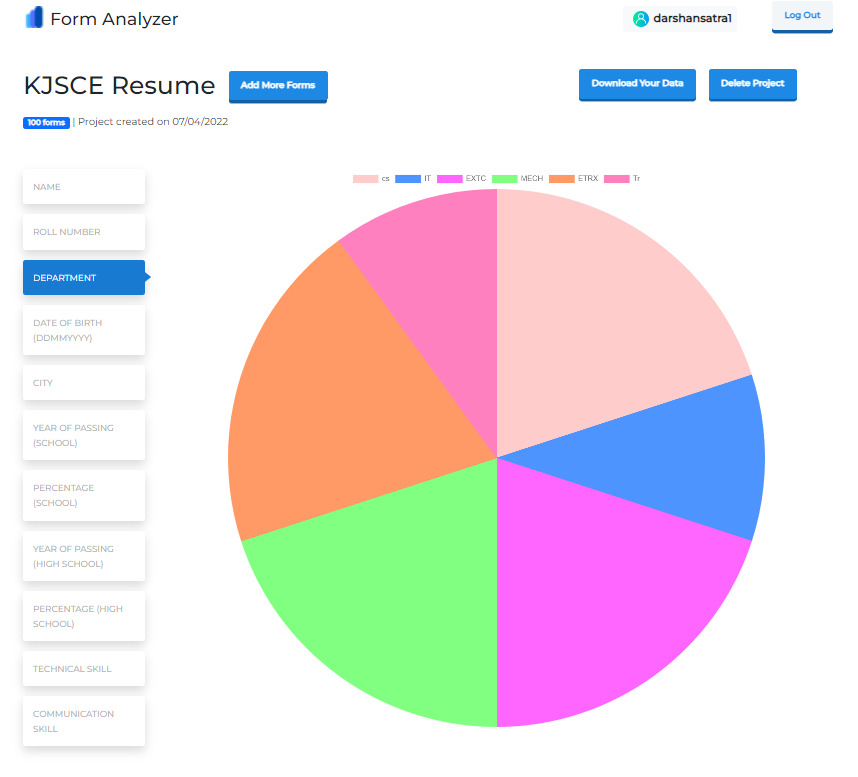 Form Analyzer
darshansatra1
Log Out
KJSCE Resume
Add More Forms
Download Your Data
Delete Project
100 forms | Project created on 07/04/2022
NAME
ROLL NUMBER
DEPARTMENT
DATE OF BIRTH
(DDMMYYYY)
CITY
YEAR OF PASSING
(SCHOOL)
PERCENTAGE
(SCHOOL)
YEAR OF PASSING
(HIGH SCHOOL)
PERCENTAGE (HIGH
SCHOOL)
TECHNICAL SKILL
COMMUNICATION
SKILL
cs IT EXTC MECH ETRX Tr